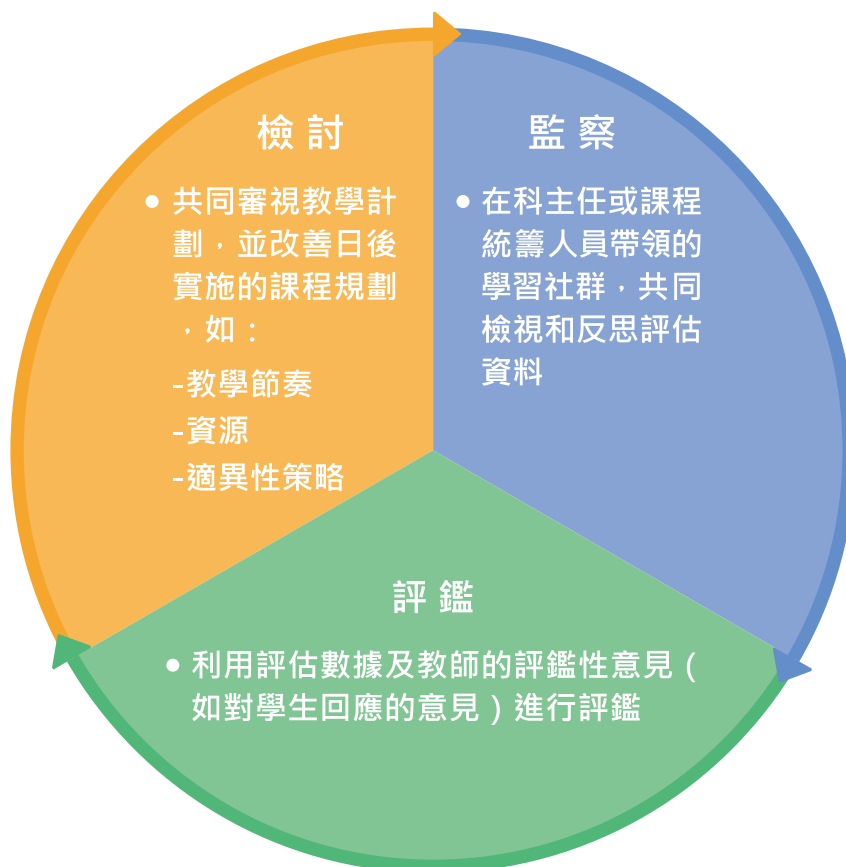 檢討
共同審視教學計
劃，並改善日後
實施的課程規劃
，如：
-教學節奏
-資源
-適異性策略
監察
在科主任或課程
統籌人員帶領的
學習社群，共同
檢視和反思評估
資料
評鑑
利用評估數據及教師的評鑑性意見（
如對學生回應的意見）進行評鑑